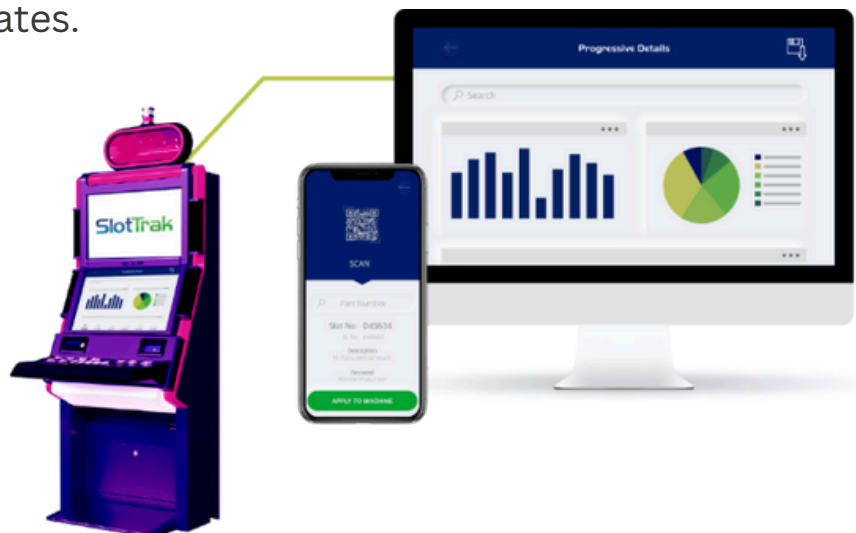 ates.
Progressive Details
Search
SlotTrak
SCAN
Part Number
Slot No: D45634
Description
Keyword
APPLY TO MACHINE